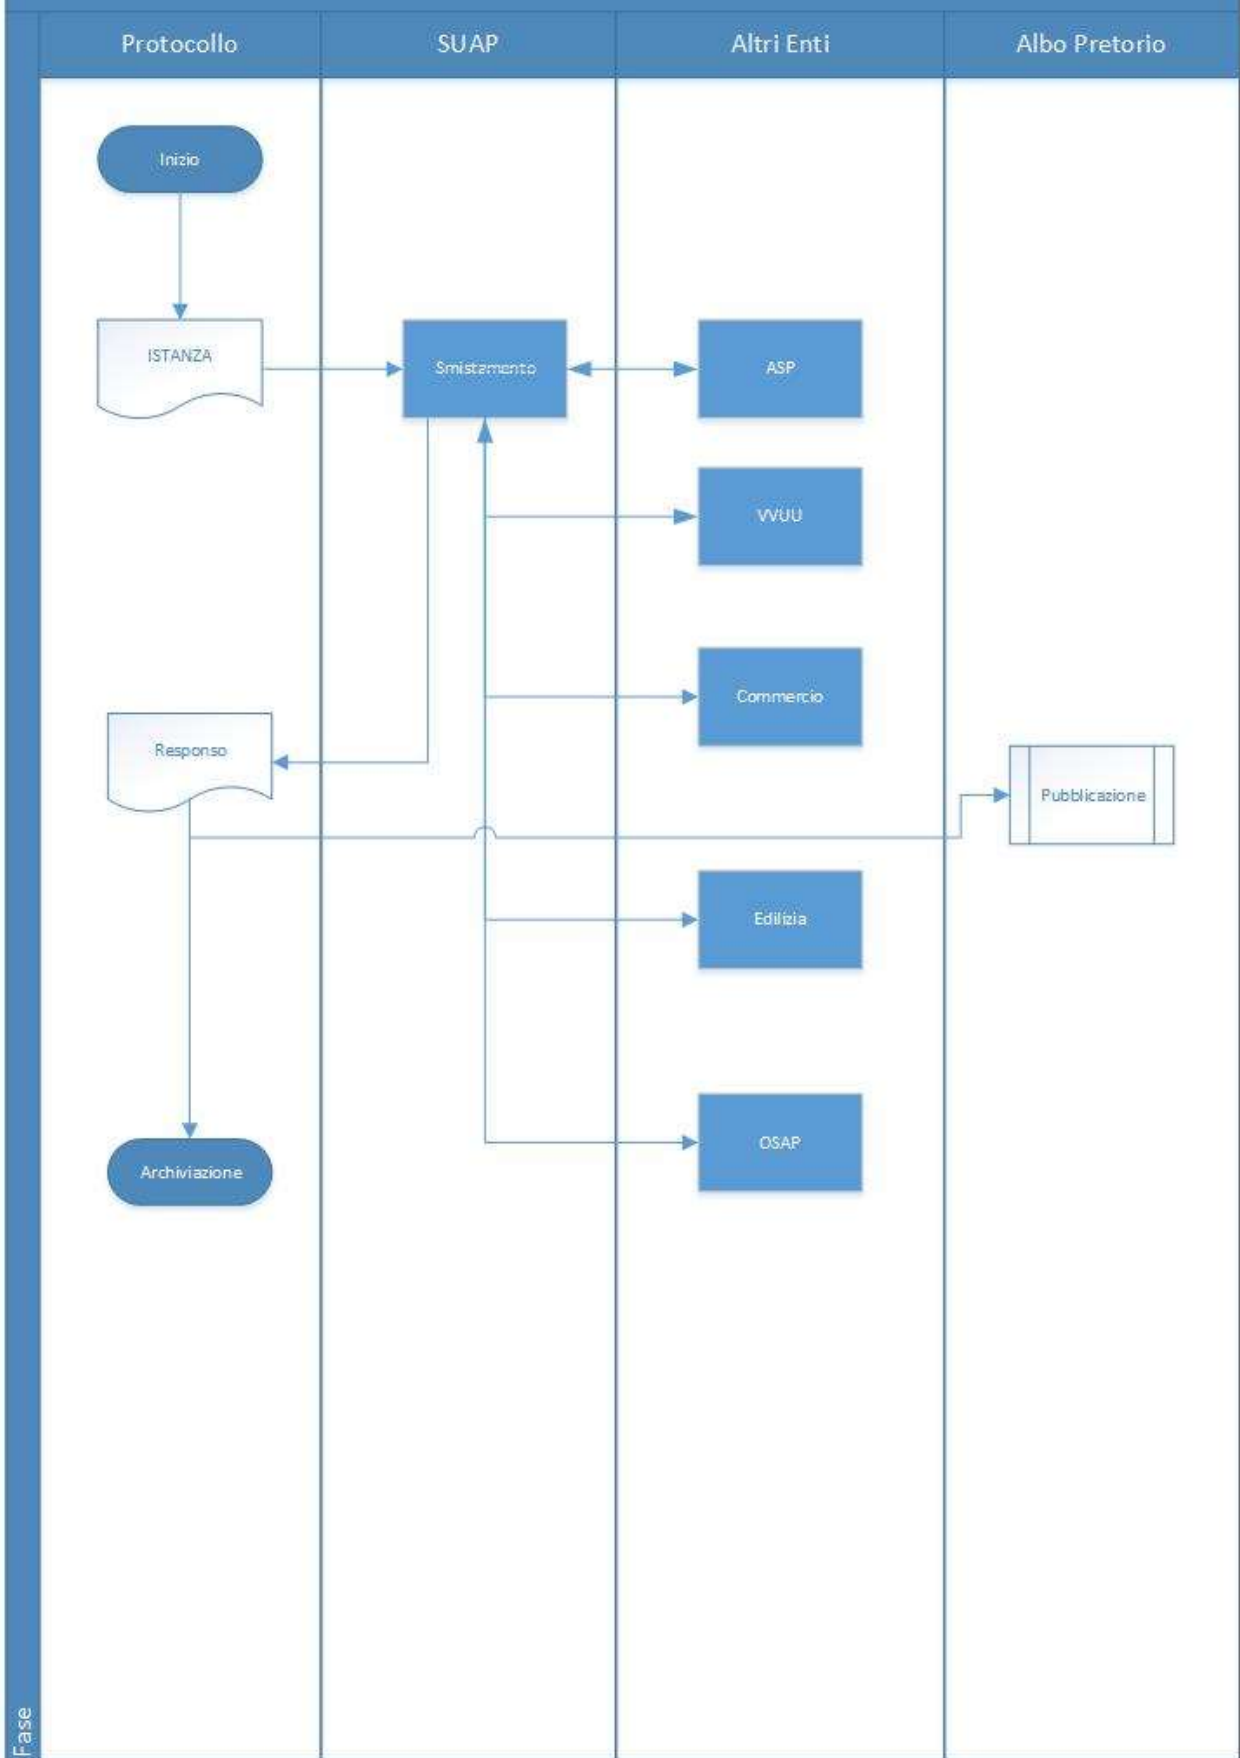 Protocollo
SUAP
Altri Enti
Albo Pretorio
Inizio
ISTANZA
Smistamento
ASP
VVUU
Commercio
Responso
Pubblicazione
Edilizia
OSAP
Archiviazione
Fase